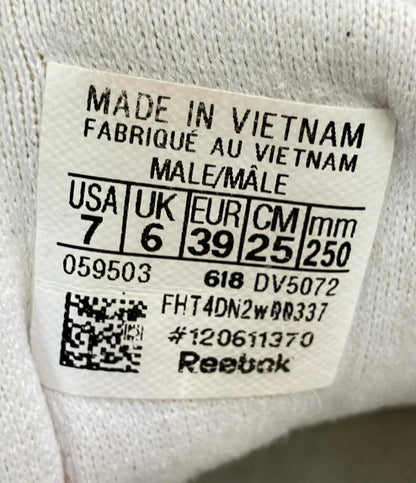 MADE IN VIETNAM
FABRIQUÉ AU VIETNAM
MALE/MÂLE
USA UK EUR CM mm
7 6 39 25 250
059503 618 DV5072
FHT4DN2W00337
#120611370
Reebok